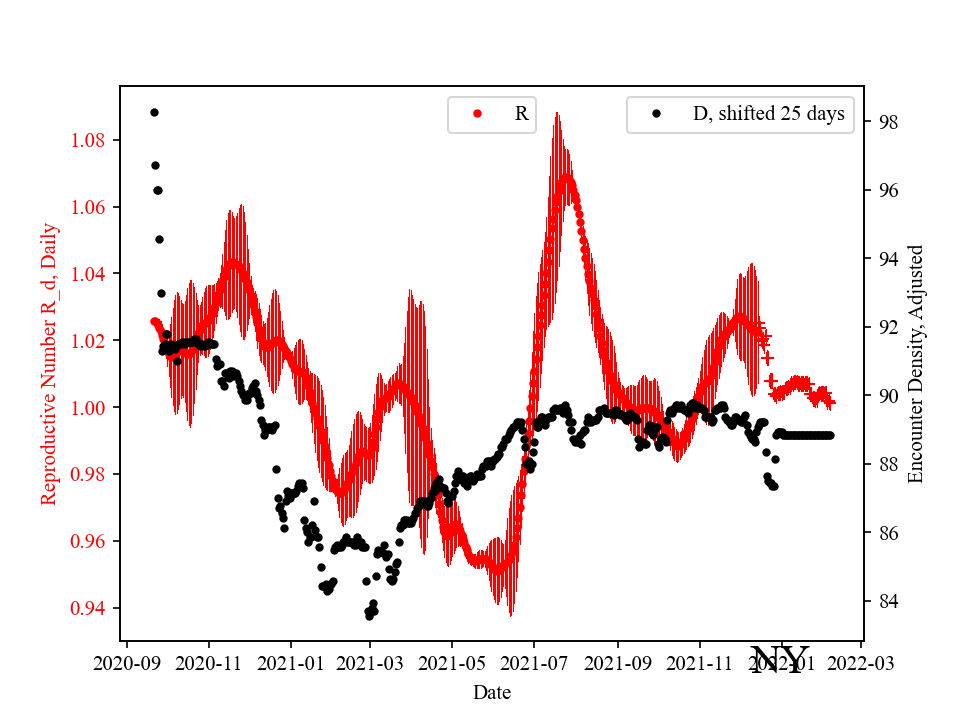 R
D, shifted 25 days
Reproductive Number R_d, Daily
1.08
1.06
1.04
1.02
1.00
0.98
0.96
0.94
98
96
94
92
90
88
86
84
Encounter Density, Adjusted
2020-09 2020-11 2021-01 2021-03 2021-05 2021-07 2021-09 2021-11 2022-01 2022-03
NY
Date